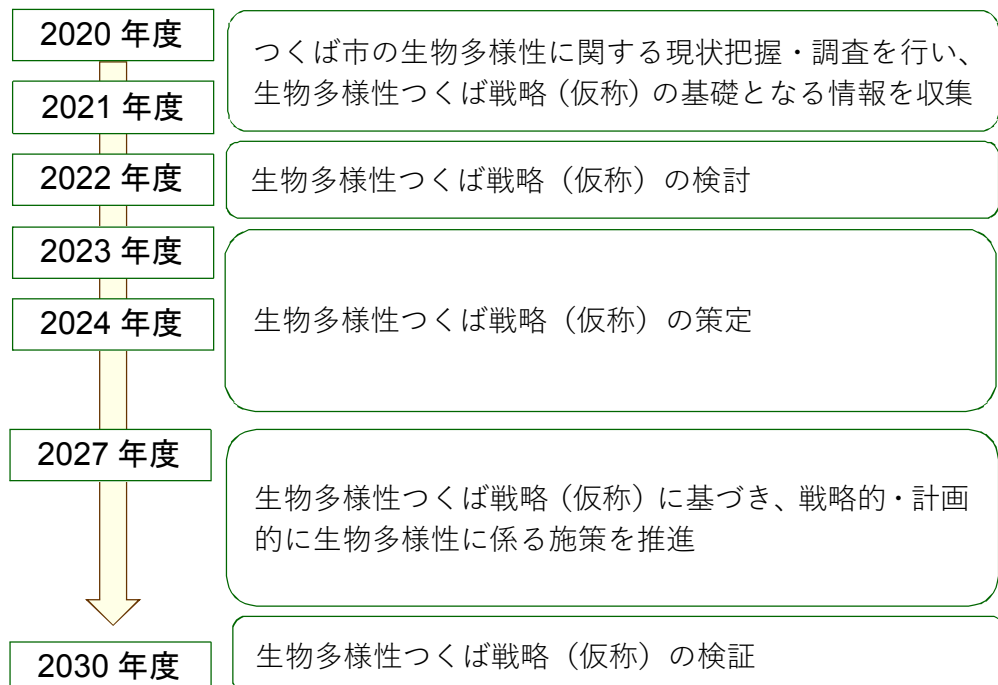 2020 年度
2021 年度
つくば市の生物多様性に関する現状把握・調査を行い、
生物多様性つくば戦略（仮称）の基礎となる情報を収集
2022 年度
生物多様性つくば戦略（仮称）の検討
2023 年度
2024 年度
生物多様性つくば戦略（仮称）の策定
2027 年度
生物多様性つくば戦略（仮称）に基づき、戦略的・計画
的に生物多様性に係る施策を推進
2030 年度
生物多様性つくば戦略（仮称）の検証